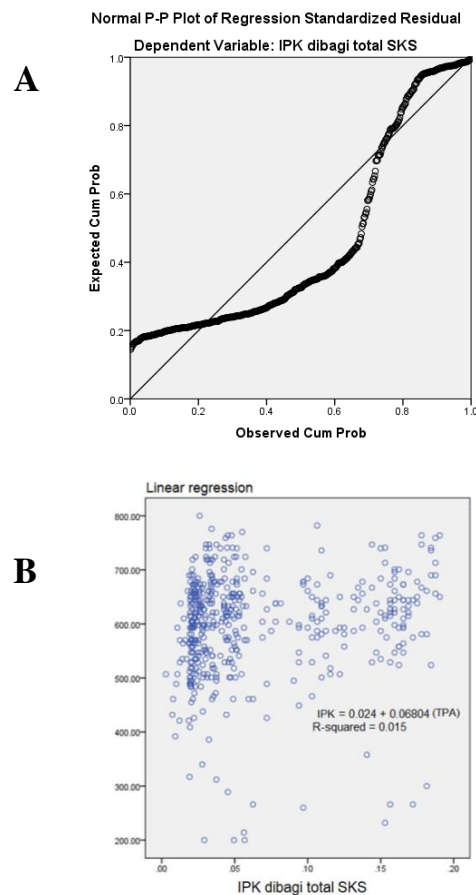 Normal P-P Plot of Regression Standardized Residual
Dependent Variable: IPK dibagi total SKS
A
1.0
0.8
0.6
0.4
0.2
0.0
Expected Cum Prob
0.0 0.2 0.4 0.6 0.8 1.0
Observed Cum Prob
B
Linear regression
800.00
700.00
600.00
500.00
400.00
300.00
200.00
IPK = 0.024 + 0.06804 (TPA)
R-squared = 0.015
.00 .05 .10 .15 .20
IPK dibagi total SKS